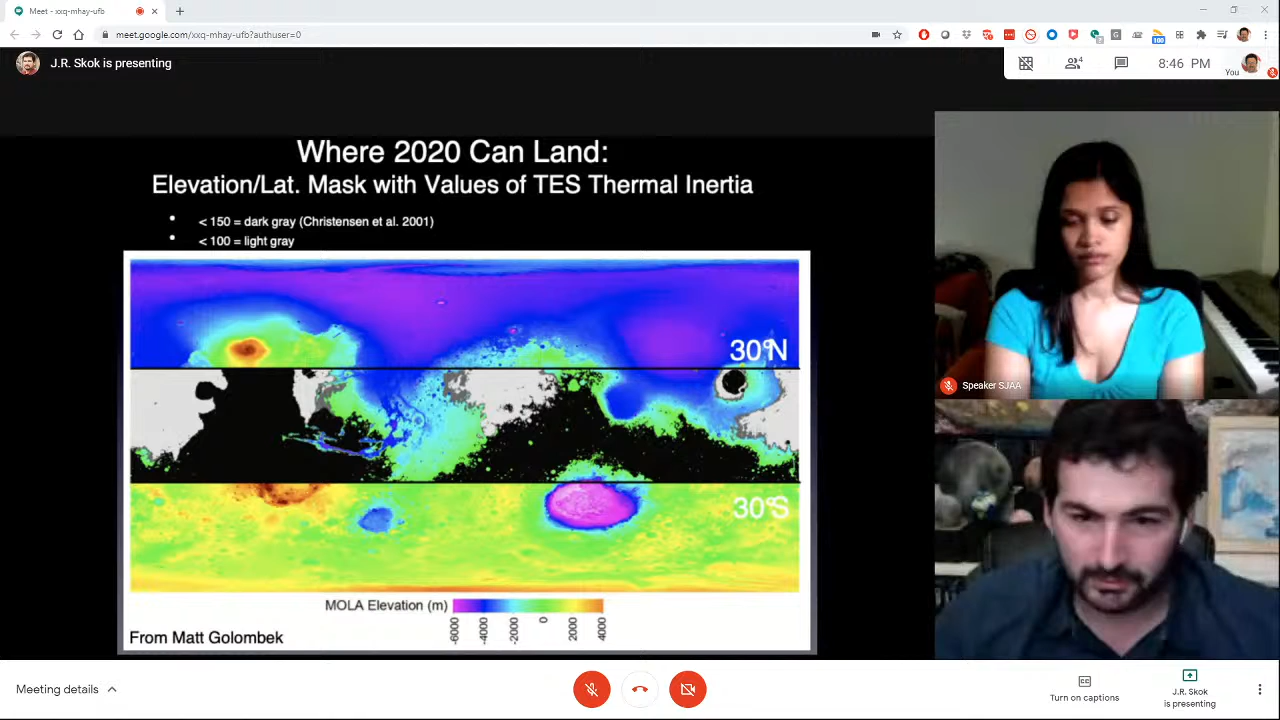 Meet - xxq-mhay-ufb
meet.google.com/xxq-mhay-ufb?authuser=0
100
J.R. Skok is presenting
4
8:46 PM
You
Where 2020 Can Land:
Elevation/Lat. Mask with Values of TES Thermal Inertia
• < 150 = dark gray (Christensen et al. 2001)
• < 100 = light gray
30°N
30°S
MOLA Elevation (m)
-6000 -4000 -2000 0 2000 4000
From Matt Golombek
Speaker SJAA
Meeting details
Turn on captions
J.R. Skok
is presenting